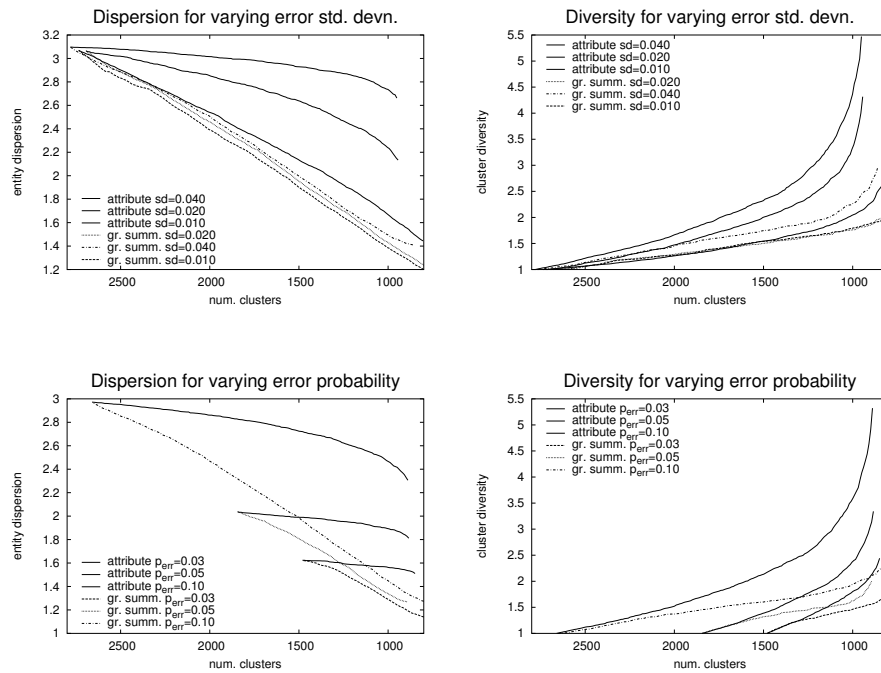 Dispersion for varying error std. devn.
entity dispersion
3.2
3
2.8
2.6
2.4
2.2
2
1.8
1.6
1.4
1.2
attribute sd=0.040
attribute sd=0.020
attribute sd=0.010
gr. summ. sd=0.020
gr. summ. sd=0.040
gr. summ. sd=0.010
2500 2000 1500 1000
num. clusters
Diversity for varying error std. devn.
cluster diversity
5.5
5
4.5
4
3.5
3
2.5
2
1.5
1
attribute sd=0.040
attribute sd=0.020
attribute sd=0.010
gr. summ. sd=0.020
gr. summ. sd=0.040
gr. summ. sd=0.010
2500 2000 1500 1000
num. clusters
Dispersion for varying error probability
entity dispersion
3
2.8
2.6
2.4
2.2
2
1.8
1.6
1.4
1.2
1
attribute p_err=0.03
attribute p_err=0.05
attribute p_err=0.10
gr. summ. p_err=0.03
gr. summ. p_err=0.05
gr. summ. p_err=0.10
2500 2000 1500 1000
num. clusters
Diversity for varying error probability
cluster diversity
5.5
5
4.5
4
3.5
3
2.5
2
1.5
1
attribute p_err=0.03
attribute p_err=0.05
attribute p_err=0.10
gr. summ. p_err=0.03
gr. summ. p_err=0.05
gr. summ. p_err=0.10
2500 2000 1500 1000
num. clusters